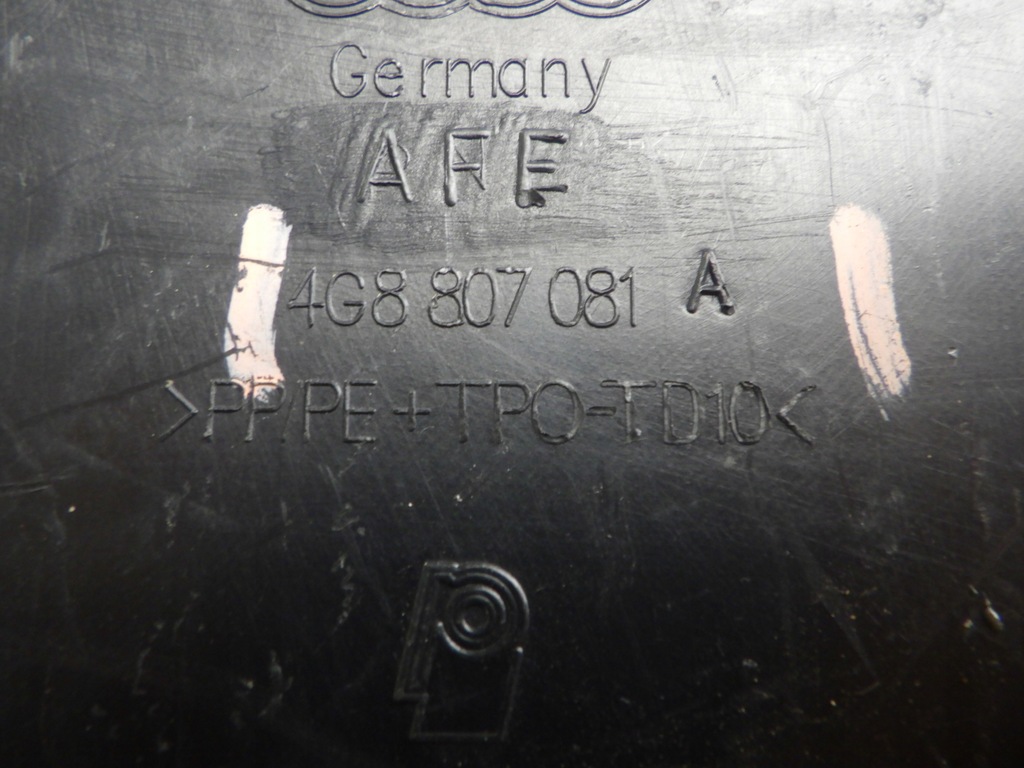 Germany
AFE
4G8 807 081 A
>PP/PE+TPO-TD10<